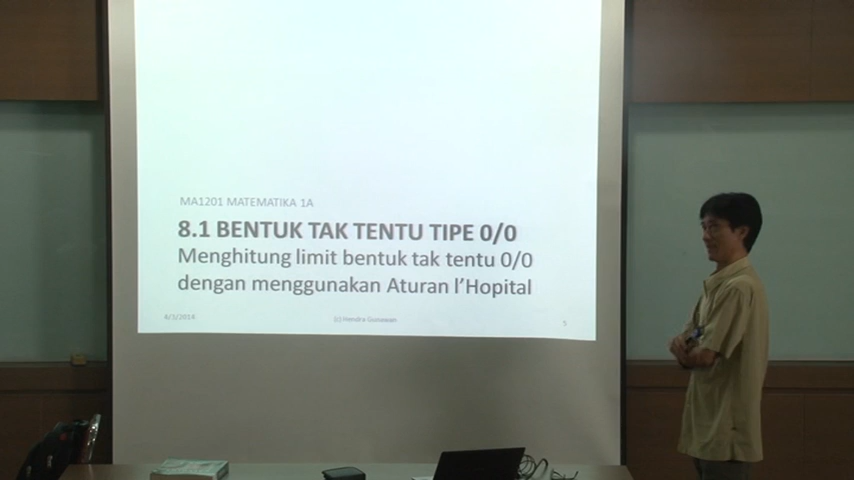 MA1201 MATEMATIKA 1A
8.1 BENTUK TAK TENTU TIPE 0/0
Menghitung limit bentuk tak tentu 0/0
dengan menggunakan Aturan l’Hopital
4/3/2014 (c) Hendra Gunawan 5